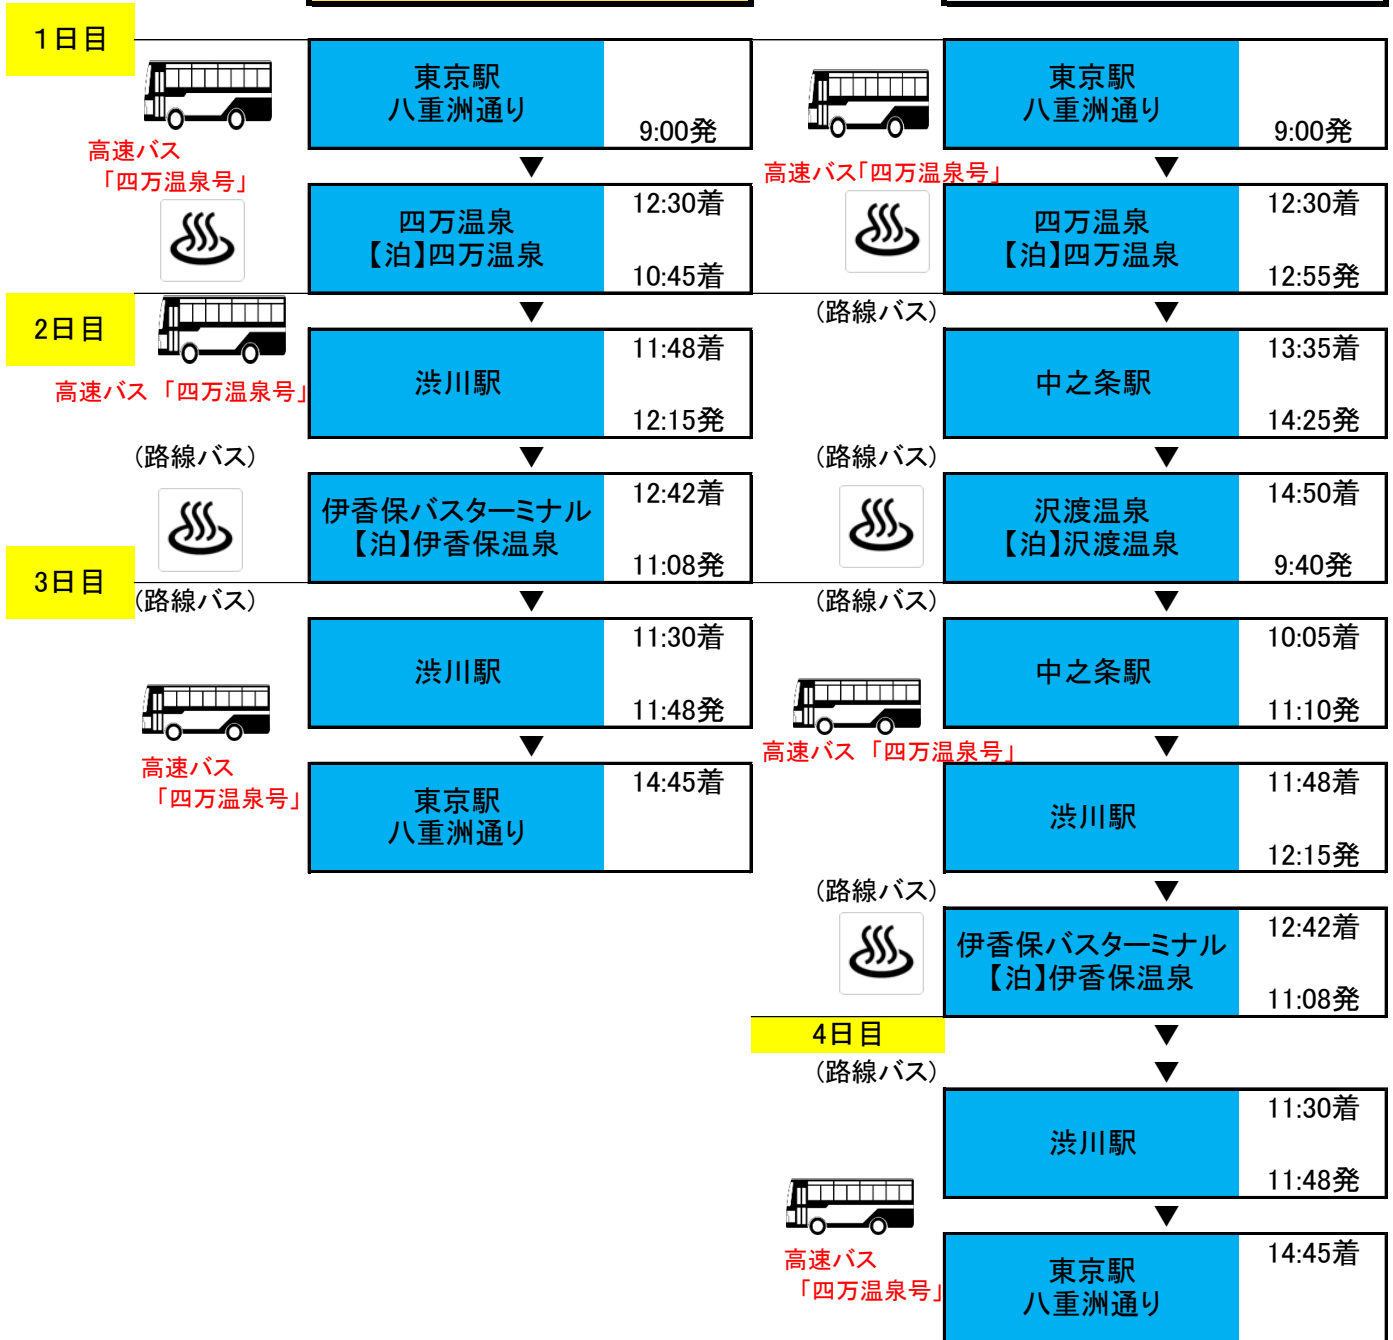 1日目
東京駅
八重洲通り
9:00発
高速バス
「四万温泉号」
▼
四万温泉
【泊】四万温泉
12:30着
10:45着
2日目
高速バス「四万温泉号」
▼
渋川駅
11:48着
12:15発
(路線バス)
▼
伊香保バスターミナル
【泊】伊香保温泉
12:42着
11:08発
3日目
(路線バス)
▼
渋川駅
11:30着
11:48発
高速バス
「四万温泉号」
▼
東京駅
八重洲通り
14:45着
東京駅
八重洲通り
9:00発
高速バス「四万温泉号」
▼
四万温泉
【泊】四万温泉
12:30着
12:55発
(路線バス)
▼
中之条駅
13:35着
14:25発
(路線バス)
▼
沢渡温泉
【泊】沢渡温泉
14:50着
9:40発
(路線バス)
▼
中之条駅
10:05着
11:10発
高速バス「四万温泉号」
▼
渋川駅
11:48着
12:15発
(路線バス)
▼
伊香保バスターミナル
【泊】伊香保温泉
12:42着
11:08発
4日目
▼
(路線バス)
▼
渋川駅
11:30着
11:48発
高速バス
「四万温泉号」
▼
東京駅
八重洲通り
14:45着